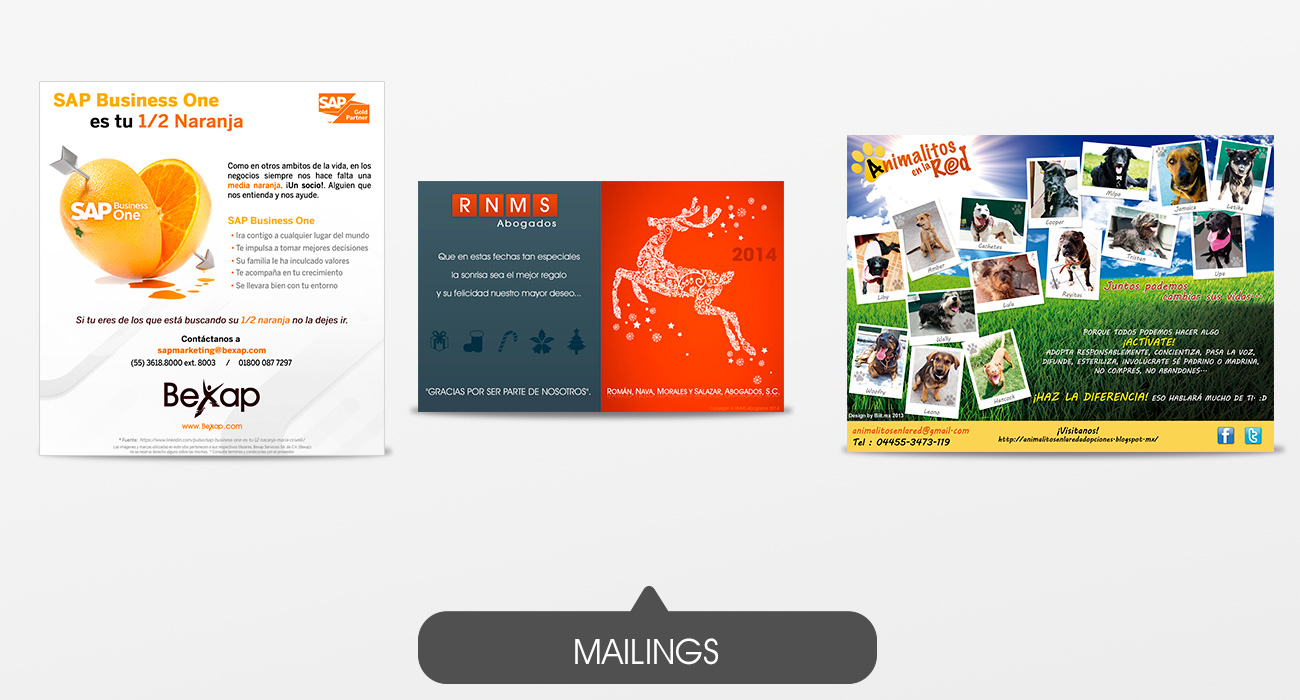 SAP Business One
es tu 1/2 Naranja
SAP
Gold
Partner
SAP Business
One
Como en otros ambitos de la vida, en los
negocios siempre nos hace falta una
media naranja. ¡Un socio!. Alguien que
nos entienda y nos ayude.
SAP Business One
• Ira contigo a cualquier lugar del mundo
• Te impulsa a tomar mejores decisiones
• Su familia le ha inculcado valores
• Te acompaña en tu crecimiento
• Se llevara bien con tu entorno
Si tu eres de los que está buscando su 1/2 naranja no la dejes ir.
Contáctanos a
sapmarketing@bexap.com
(55) 3618.8000 ext. 8003 / 01800 087 7297
BeXap
www.Bexap.com
RNMS
Abogados
Que en estas fechas tan especiales
la sonrisa sea el mejor regalo
y su felicidad nuestro mayor deseo...
"GRACIAS POR SER PARTE DE NOSOTROS".
2014
ROMÁN, NAVA, MORALES Y SALAZAR, ABOGADOS, S.C.
Animalitos
en la R@d
Cooper
Milpa
Jamaica
Letika
Liby
Amber
Cachetes
Lula
Rayitas
Tristan
Upa
Wally
Woofry
Leono
Hancock
Juntos podemos
cambiar sus vidas...
PORQUE TODOS PODEMOS HACER ALGO
¡ACTÍVATE!
ADOPTA RESPONSABLEMENTE, CONCIENTIZA, PASA LA VOZ,
DIFUNDE, ESTERILIZA, INVOLÚCRATE SÉ PADRINO O MADRINA,
NO COMPRES, NO ABANDONES...
¡HAZ LA DIFERENCIA! ESO HABLARÁ MUCHO DE TI. :D
Design by Bilt.mx 2013
animalitosenlared@gmail.com
Tel : 04455-3473-119
¡Visitanos!
http://animalitosenlaredadopciones.blogspot.mx/
f
t
MAILINGS